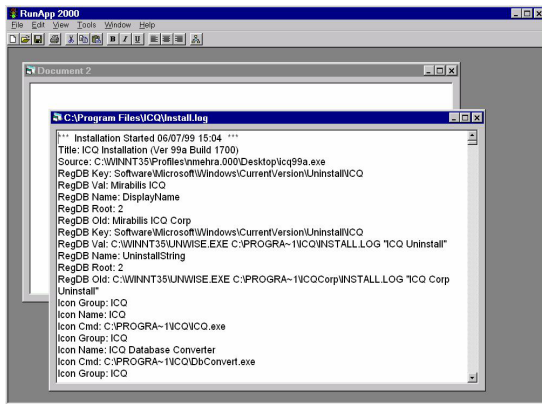 RunApp 2000
File Edit View Tools Window Help
Document 2
C:\Program Files\ICQ\Install.log
*** Installation Started 06/07/99 15:04 ***
Title: ICQ Installation (Ver 99a Build 1700)
Source: C:\WINNT35\Profiles\nmehra.000\Desktop\icq99a.exe
RegDB Key: Software\Microsoft\Windows\CurrentVersion\Uninstall\ICQ
RegDB Val: Mirabilis ICQ
RegDB Name: DisplayName
RegDB Root: 2
RegDB Old: Mirabilis ICQ Corp
RegDB Key: Software\Microsoft\Windows\CurrentVersion\Uninstall\ICQ
RegDB Val: C:\WINNT35\UNWISE.EXE C:\PROGRA~1\ICQ\INSTALL.LOG "ICQ Uninstall"
RegDB Name: UninstallString
RegDB Root: 2
RegDB Old: C:\WINNT35\UNWISE.EXE C:\PROGRA~1\ICQCorp\INSTALL.LOG "ICQ Corp
Uninstall"
Icon Group: ICQ
Icon Name: ICQ
Icon Cmd: C:\PROGRA~1\ICQ\ICQ.exe
Icon Group: ICQ
Icon Name: ICQ Database Converter
Icon Cmd: C:\PROGRA~1\ICQ\DbConvert.exe
Icon Group: ICQ